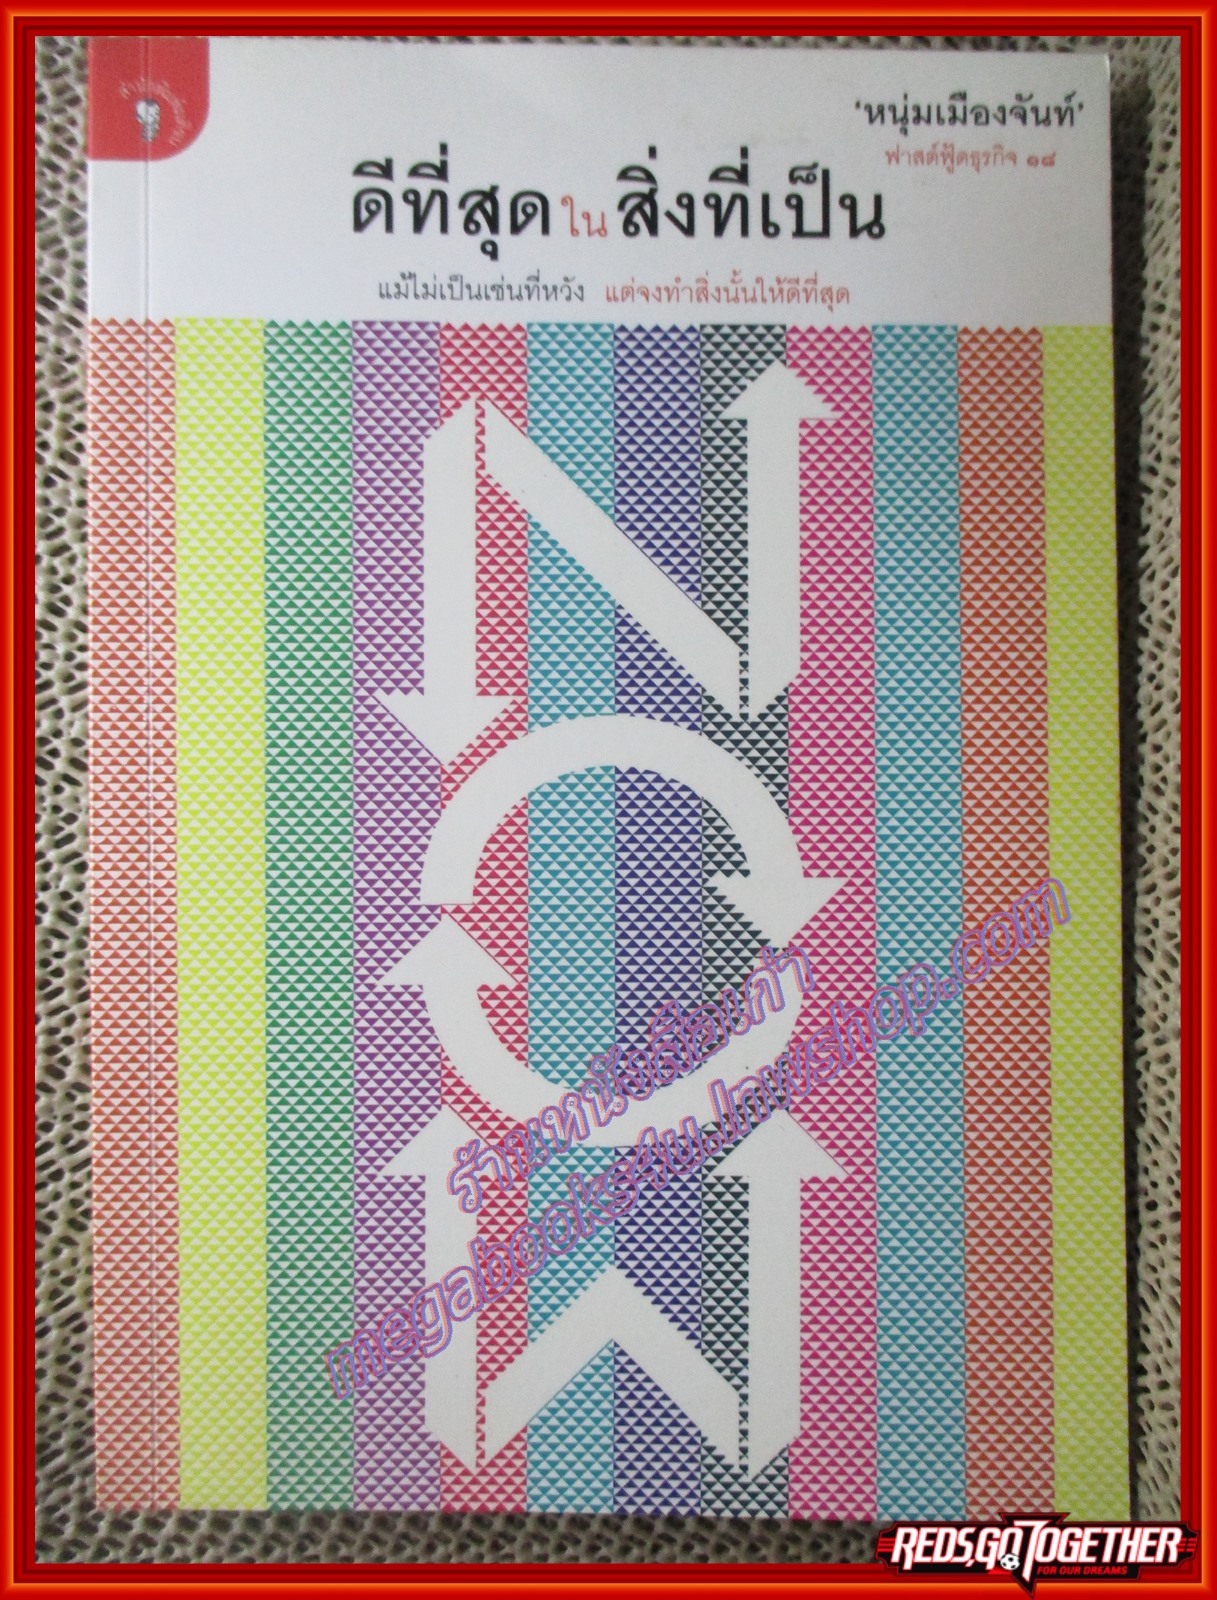 'หนุ่มเมืองจันท์'
ฟาสต์ฟู้ดธุรกิจ ๑๘
ดีที่สุด ใน สิ่งที่เป็น
แม้ไม่เป็นเช่นที่หวัง แต่จงทำสิ่งนั้นให้ดีที่สุด
NOW
ร้านหนังสือเก่า
megabooks4u.lnwshop.com
REDS, GO TOGETHER
FOR OUR DREAMS